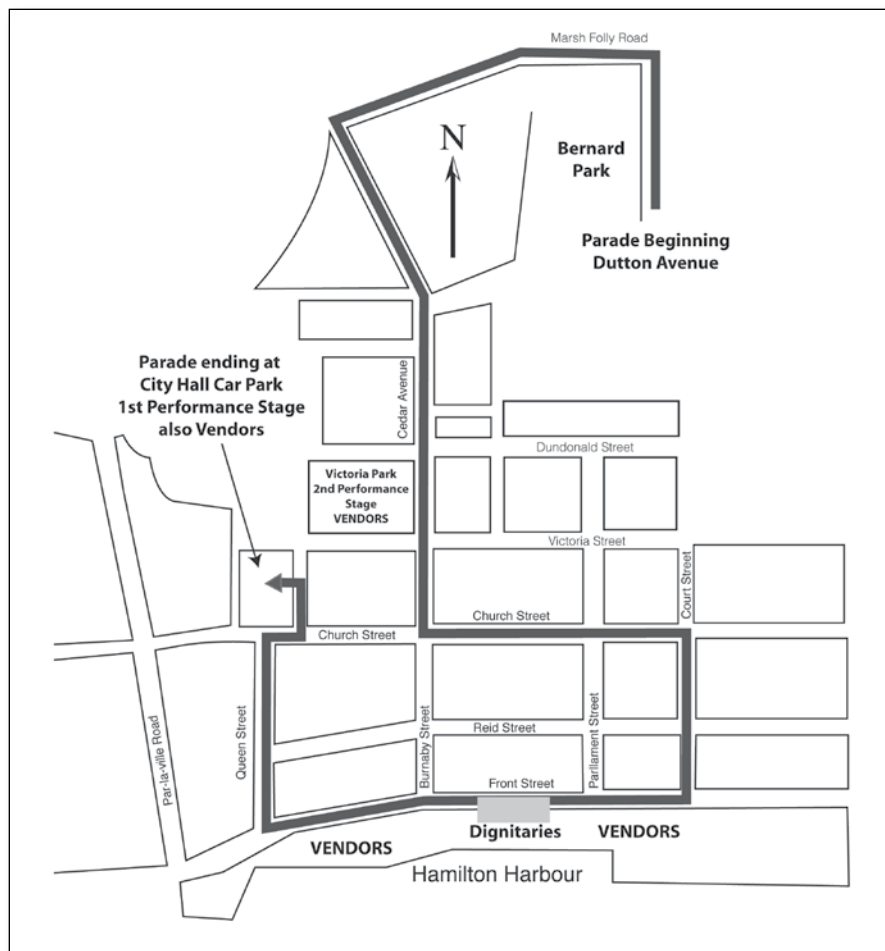 Marsh Folly Road
N
Bernard
Park
Parade Beginning
Dutton Avenue
Parade ending at
City Hall Car Park
1st Performance Stage
also Vendors
Cedar Avenue
Dundonald Street
Victoria Park
2nd Performance
Stage
VENDORS
Victoria Street
Court Street
Church Street
Church Street
Par-la-ville Road
Queen Street
Burnaby Street
Reid Street
Parliament Street
Front Street
Dignitaries
VENDORS
VENDORS
Hamilton Harbour